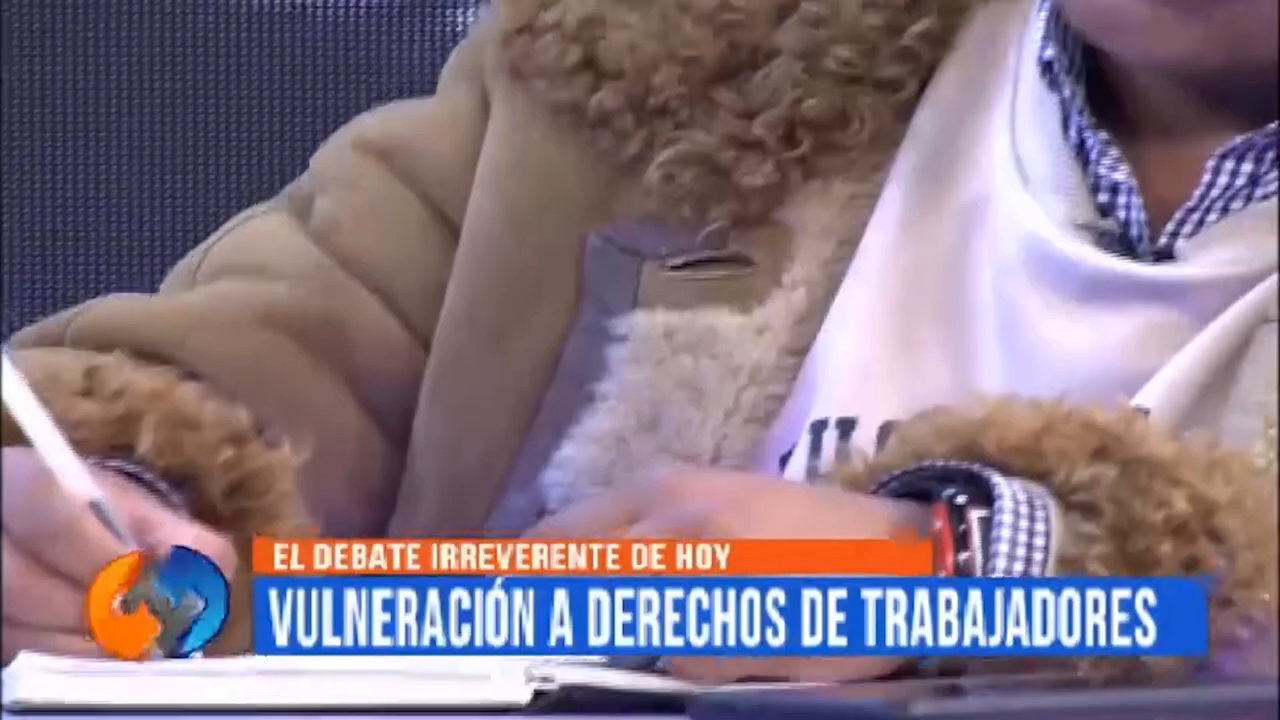 EL DEBATE IRREVERENTE DE HOY
VULNERACIÓN A DERECHOS DE TRABAJADORES